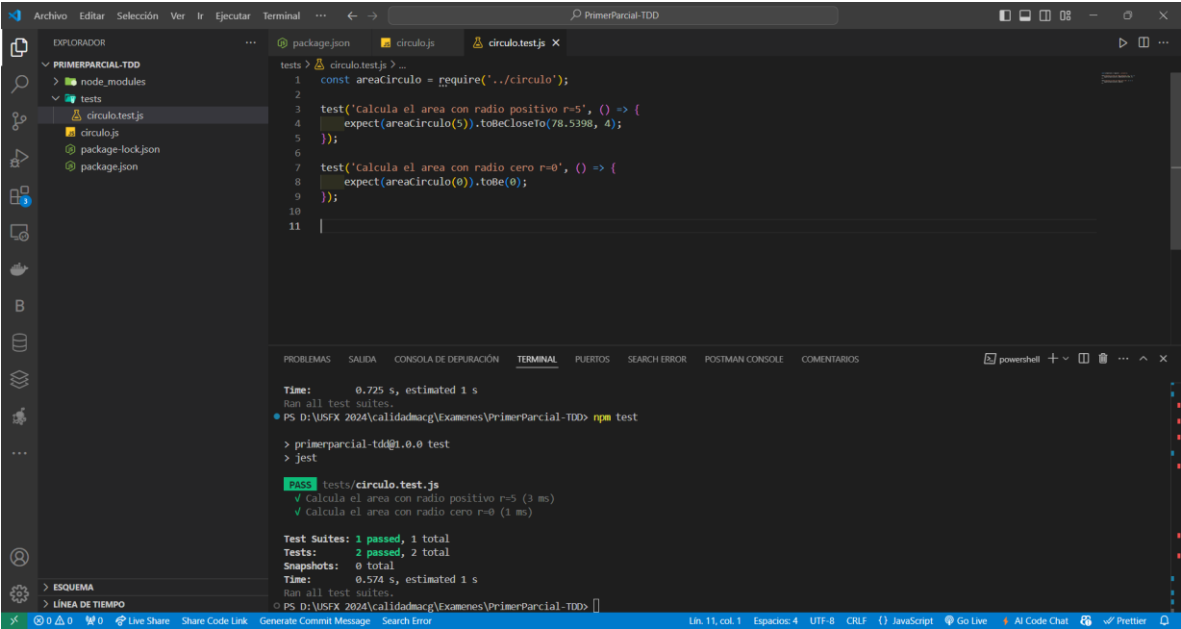 Archivo Editar Selección Ver Ir Ejecutar Terminal ··· PrimerParcial-TDD
EXPLORADOR ···
PRIMERPARCIAL-TDD
node_modules
tests
circulo.test.js
circulo.js
package-lock.json
package.json
ESQUEMA
LÍNEA DE TIEMPO
B
3
package.json circulo.js circulo.test.js
tests > circulo.test.js > ...
1 const areaCirculo = require('../circulo');
2
3 test('Calcula el area con radio positivo r=5', () => {
4 expect(areaCirculo(5)).toBeCloseTo(78.5398, 4);
5 });
6
7 test('Calcula el area con radio cero r=0', () => {
8 expect(areaCirculo(0)).toBe(0);
9 });
10
11
PROBLEMAS SALIDA CONSOLA DE DEPURACIÓN TERMINAL PUERTOS SEARCH ERROR POSTMAN CONSOLE COMENTARIOS powershell
Time: 0.725 s, estimated 1 s
Ran all test suites.
PS D:\USFX 2024\calidadmacg\Examenes\PrimerParcial-TDD> npm test
> primerparcial-tdd@1.0.0 test
> jest
PASS tests/circulo.test.js
√ Calcula el area con radio positivo r=5 (3 ms)
√ Calcula el area con radio cero r=0 (1 ms)
Test Suites: 1 passed, 1 total
Tests: 2 passed, 2 total
Snapshots: 0 total
Time: 0.574 s, estimated 1 s
Ran all test suites.
PS D:\USFX 2024\calidadmacg\Examenes\PrimerParcial-TDD>
0 0 0 Live Share Share Code Link Generate Commit Message Search Error Lín. 11, col. 1 Espacios: 4 UTF-8 CRLF {} JavaScript Go Live AI Code Chat Prettier